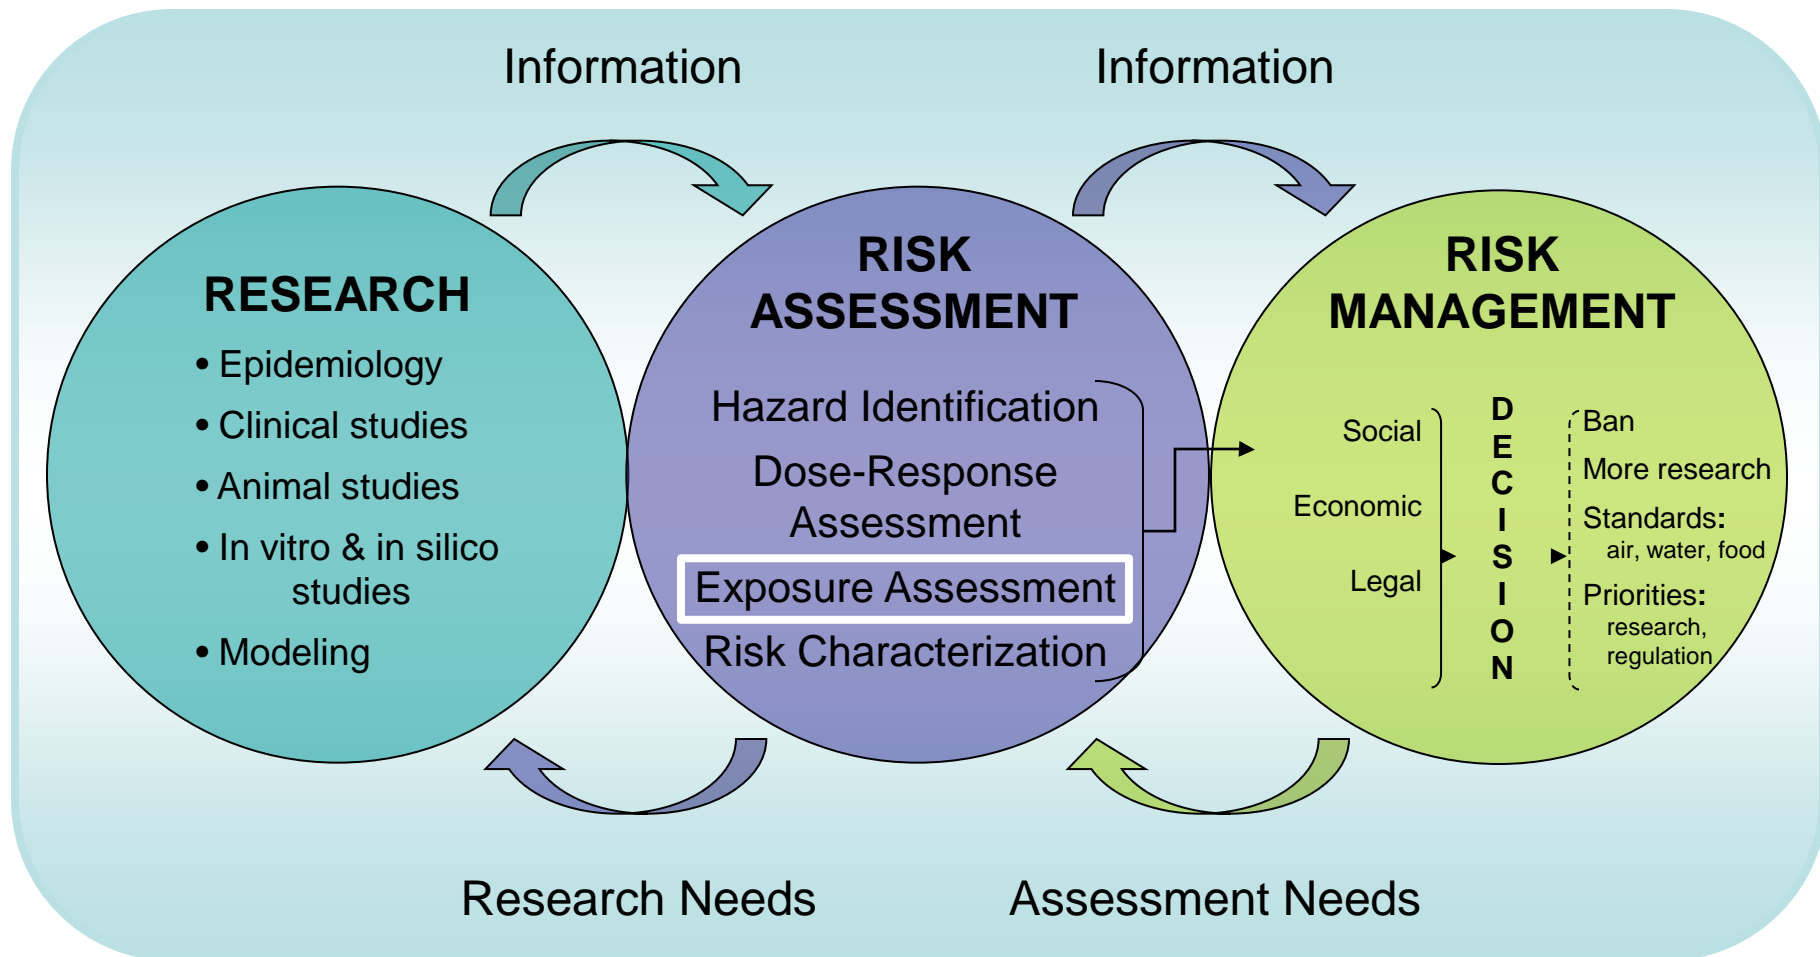 Information
Information
RESEARCH
• Epidemiology
• Clinical studies
• Animal studies
• In vitro & in silico
studies
• Modeling
RISK
ASSESSMENT
Hazard Identification
Dose-Response
Assessment
Exposure Assessment
Risk Characterization
RISK
MANAGEMENT
Social
Economic
Legal
D
E
C
I
S
I
O
N
Ban
More research
Standards:
air, water, food
Priorities:
research,
regulation
Research Needs
Assessment Needs